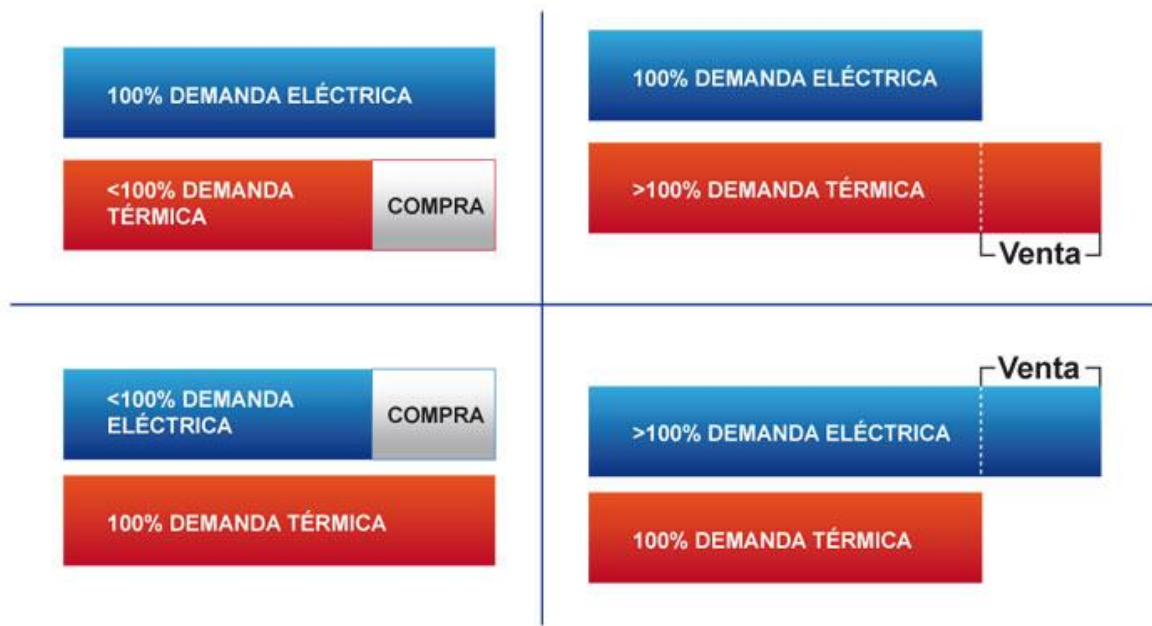 100% DEMANDA ELÉCTRICA
<100% DEMANDA
TÉRMICA
COMPRA
100% DEMANDA ELÉCTRICA
>100% DEMANDA TÉRMICA
Venta
<100% DEMANDA
ELÉCTRICA
COMPRA
100% DEMANDA TÉRMICA
Venta
>100% DEMANDA ELÉCTRICA
100% DEMANDA TÉRMICA